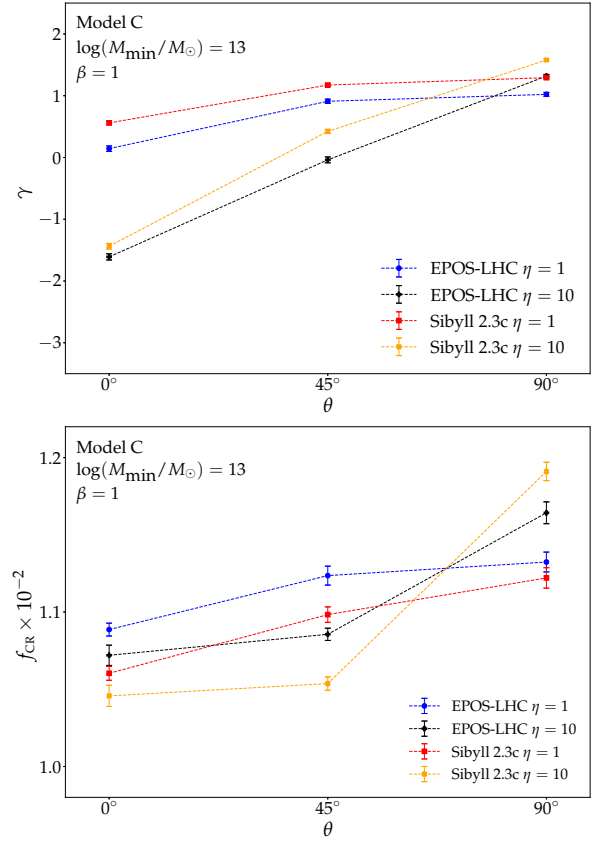 Model C
log(M_min/M_⊙) = 13
β = 1
2
1
0
−1
−2
−3
γ
EPOS-LHC η = 1
EPOS-LHC η = 10
Sibyll 2.3c η = 1
Sibyll 2.3c η = 10
0° 45° 90°
θ
Model C
log(M_min/M_⊙) = 13
β = 1
1.2
1.1
1.0
f_CR × 10^−2
EPOS-LHC η = 1
EPOS-LHC η = 10
Sibyll 2.3c η = 1
Sibyll 2.3c η = 10
0° 45° 90°
θ